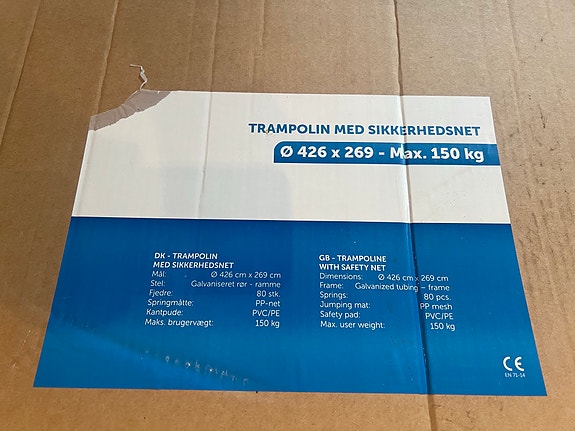 TRAMPOLIN MED SIKKERHEDSNET
Ø 426 x 269 - Max. 150 kg
DK - TRAMPOLIN
MED SIKKERHEDSNET
Mål: Ø 426 cm x 269 cm
Stel: Galvaniseret rør - ramme
Fjedre: 80 stk.
Springmåtte: PP-net
Kantpude: PVC/PE
Maks. brugervægt: 150 kg
GB - TRAMPOLINE
WITH SAFETY NET
Dimensions: Ø 426 cm x 269 cm
Frame: Galvanized tubing – frame
Springs: 80 pcs.
Jumping mat: PP mesh
Safety pad: PVC/PE
Max. user weight: 150 kg
CE
EN 71-14